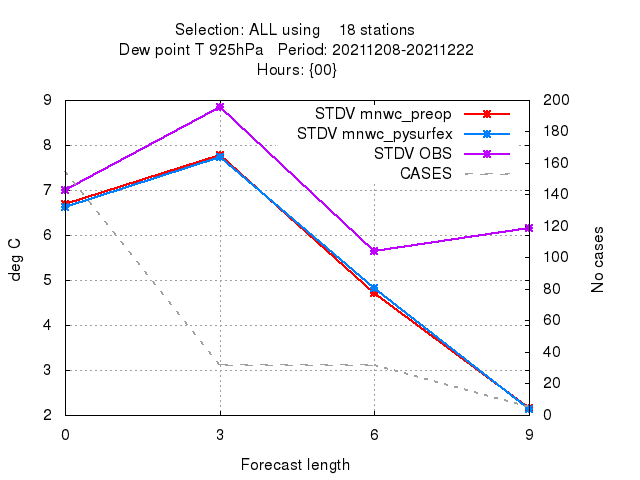 Selection: ALL using    18 stations
Dew point T 925hPa   Period: 20211208-20211222
Hours: {00}
STDV mnwc_preop
STDV mnwc_pysurfex
STDV OBS
CASES
deg C
9
8
7
6
5
4
3
2
No cases
200
180
160
140
120
100
80
60
40
20
0
0 3 6 9
Forecast length